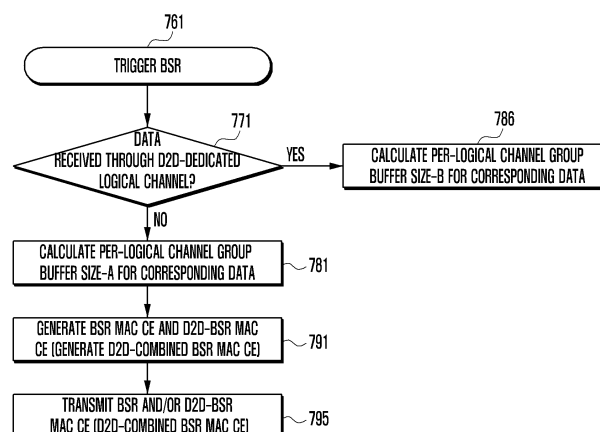 761
TRIGGER BSR
771
DATA
RECEIVED THROUGH D2D-DEDICATED
LOGICAL CHANNEL?
YES
786
CALCULATE PER-LOGICAL CHANNEL GROUP
BUFFER SIZE-B FOR CORRESPONDING DATA
NO
CALCULATE PER-LOGICAL CHANNEL GROUP
BUFFER SIZE-A FOR CORRESPONDING DATA
781
GENERATE BSR MAC CE AND D2D-BSR MAC
CE (GENERATE D2D-COMBINED BSR MAC CE)
791
TRANSMIT BSR AND/OR D2D-BSR
MAC CE (D2D-COMBINED BSR MAC CE)
795